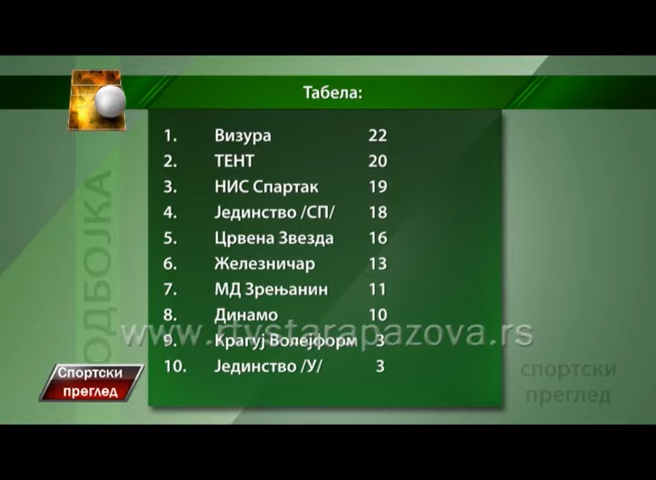 Табела:
1. Визура 22
2. ТЕНТ 20
3. НИС Спартак 19
4. Јединство /СП/ 18
5. Црвена Звезда 16
6. Железничар 13
7. МД Зрењанин 11
8. Динамо 10
www.rtvstarapazova.rs
9. Крагуј Волејформ 3
10. Јединство /У/ 3
ОДБОЈКА
Спортски
преглед
спортски
преглед